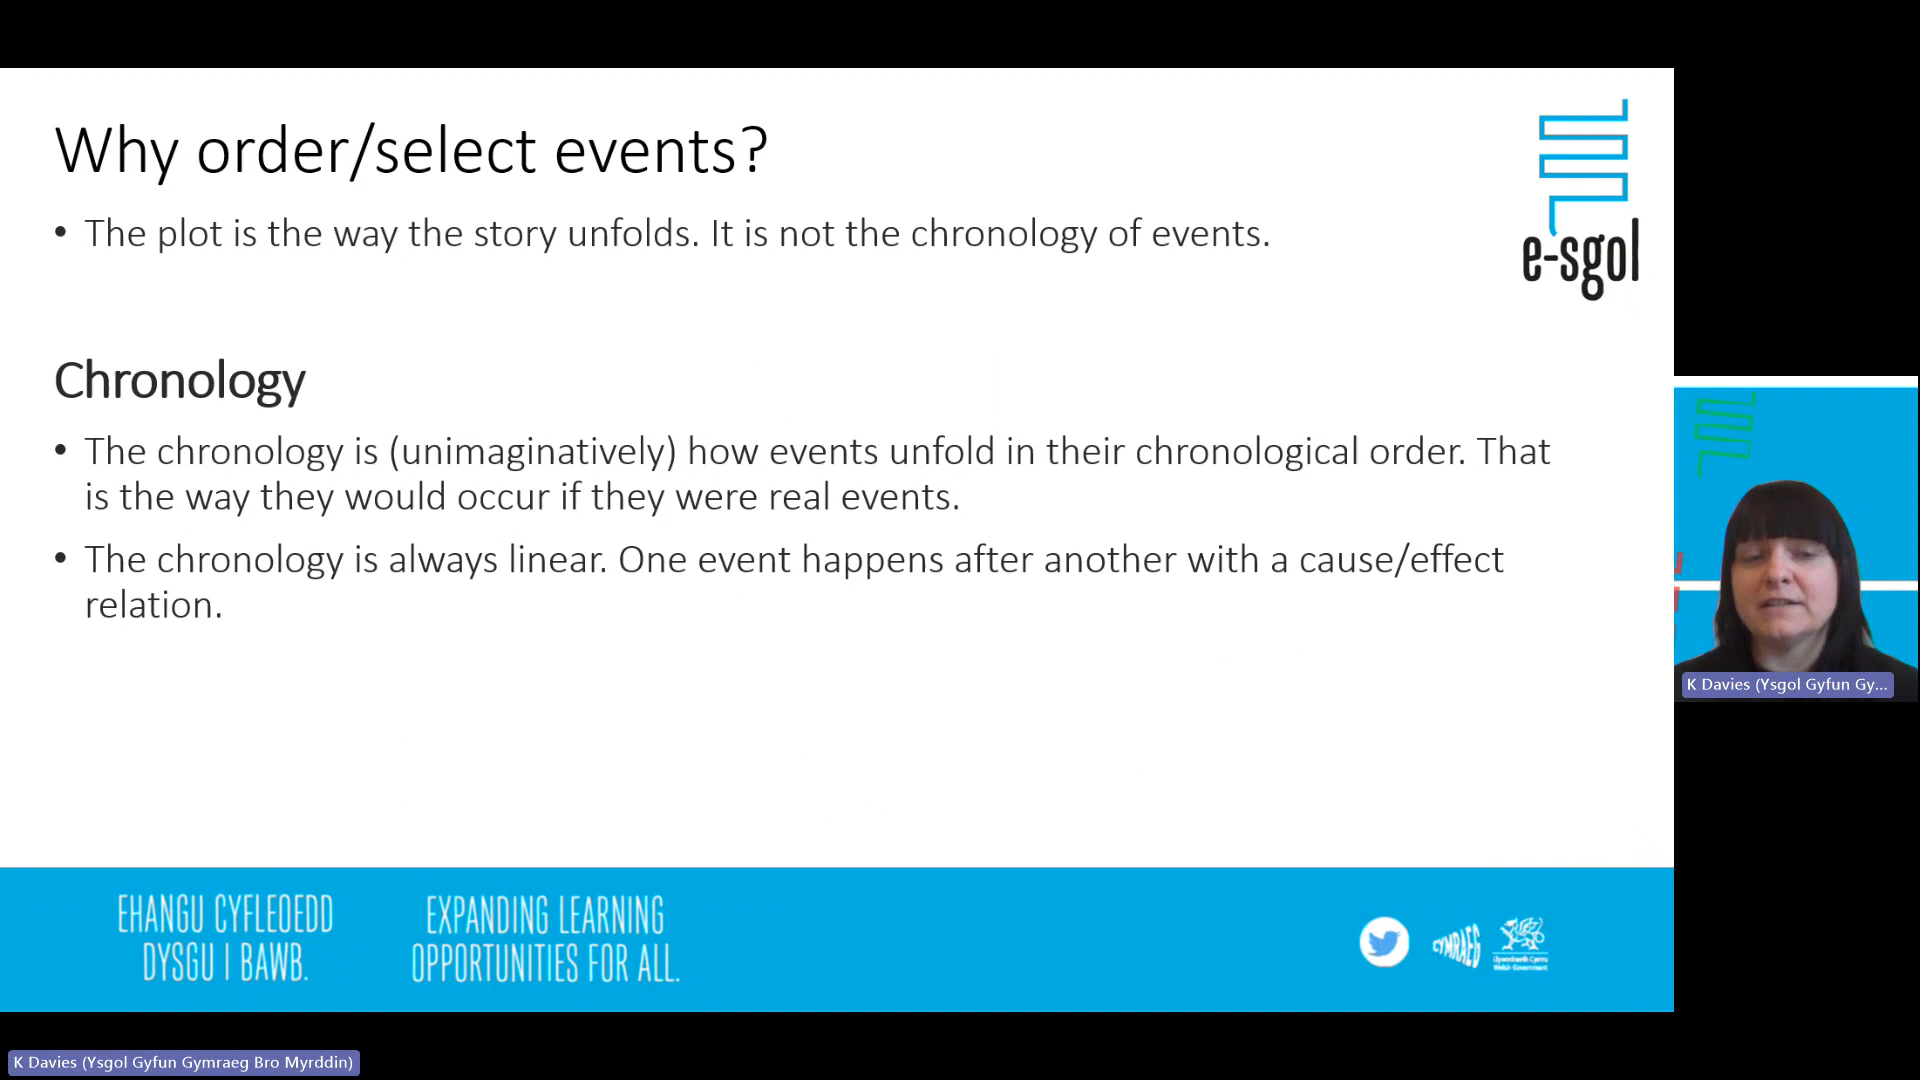 Why order/select events?
• The plot is the way the story unfolds. It is not the chronology of events.
e-sgol
Chronology
• The chronology is (unimaginatively) how events unfold in their chronological order. That
is the way they would occur if they were real events.
• The chronology is always linear. One event happens after another with a cause/effect
relation.
K Davies (Ysgol Gyfun Gy...
EHANGU CYFLEOEDD
DYSGU I BAWB.
EXPANDING LEARNING
OPPORTUNITIES FOR ALL.
CYMRAEG
Llywodraeth Cymru
Welsh Government
K Davies (Ysgol Gyfun Gymraeg Bro Myrddin)